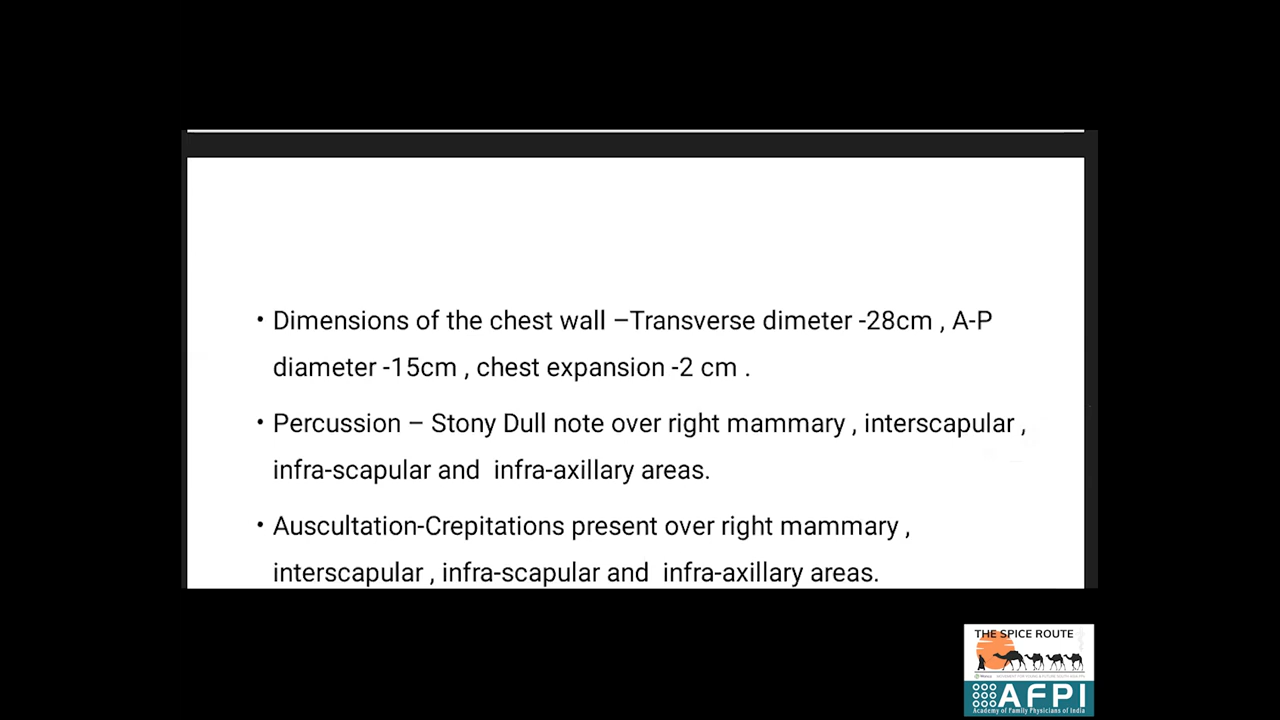 • Dimensions of the chest wall –Transverse dimeter -28cm , A-P
diameter -15cm , chest expansion -2 cm .
• Percussion – Stony Dull note over right mammary , interscapular ,
infra-scapular and  infra-axillary areas.
• Auscultation-Crepitations present over right mammary ,
interscapular , infra-scapular and  infra-axillary areas.
THE SPICE ROUTE
AFPI
Academy of Family Physicians of India